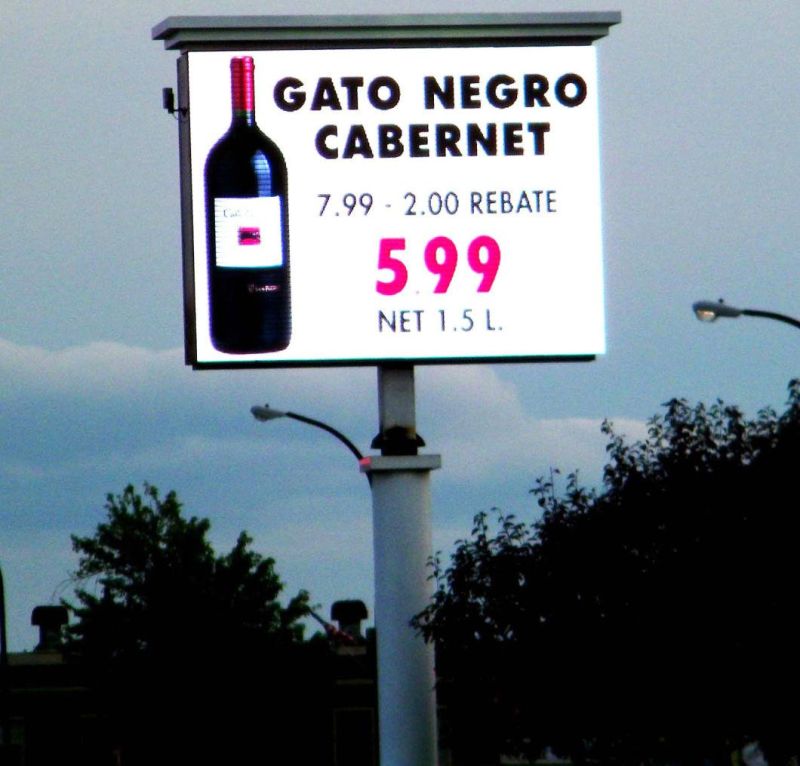 GATO NEGRO
CABERNET
7.99 - 2.00 REBATE
5.99
NET 1.5 L.